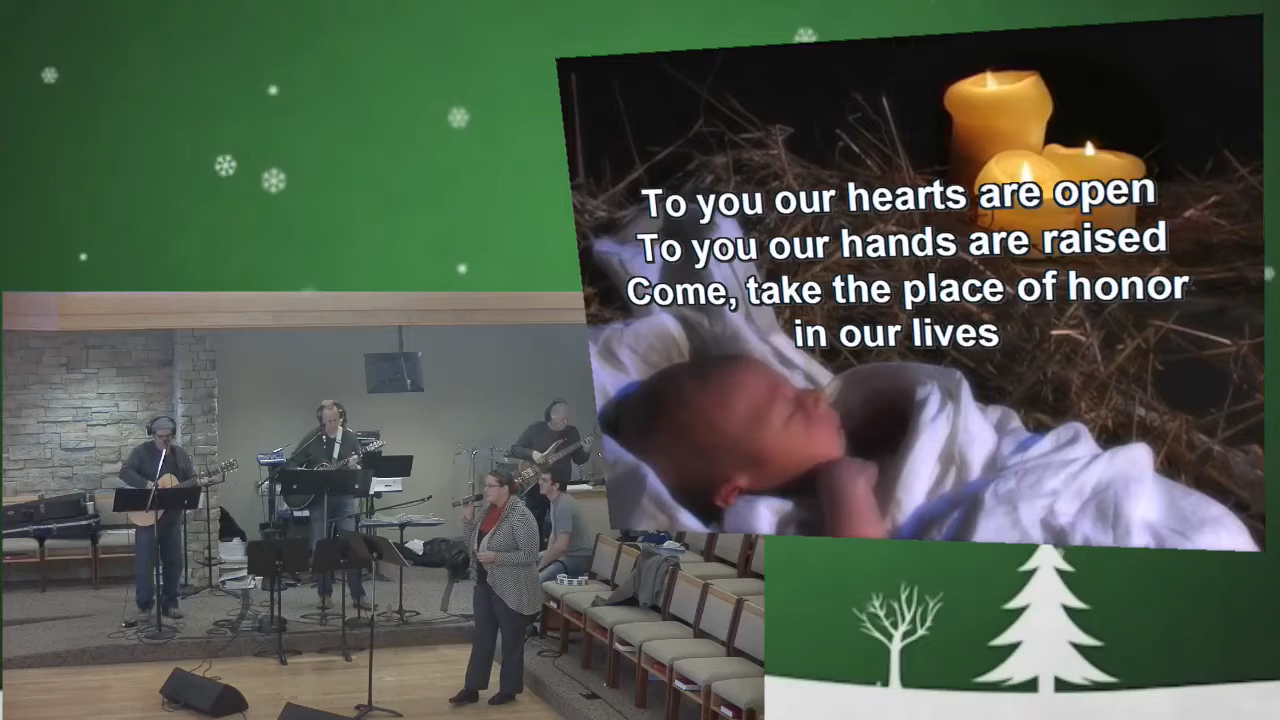 To you our hearts are open
To you our hands are raised
Come, take the place of honor
in our lives